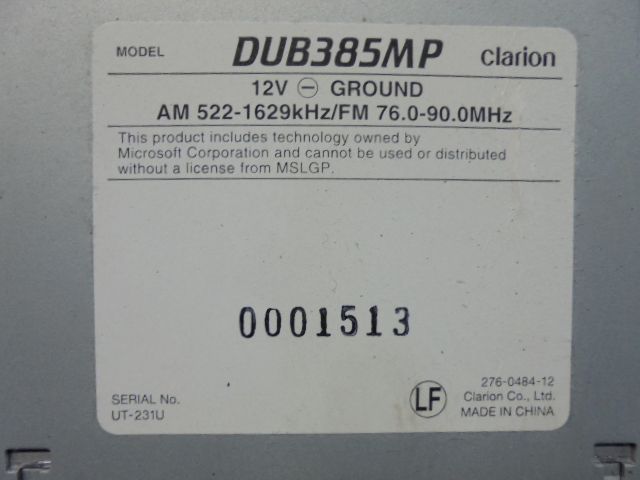 MODEL DUB385MP clarion
12V ⊖ GROUND
AM 522-1629kHz/FM 76.0-90.0MHz
This product includes technology owned by
Microsoft Corporation and cannot be used or distributed
without a license from MSLGP.
0001513
SERIAL No.
UT-231U
LF
276-0484-12
Clarion Co., Ltd.
MADE IN CHINA